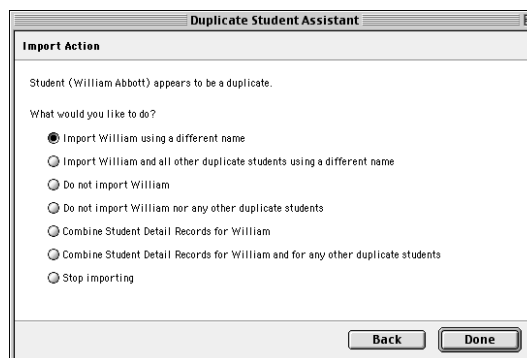 Duplicate Student Assistant
Import Action
Student (William Abbott) appears to be a duplicate.
What would you like to do?
Import William using a different name
Import William and all other duplicate students using a different name
Do not import William
Do not import William nor any other duplicate students
Combine Student Detail Records for William
Combine Student Detail Records for William and for any other duplicate students
Stop importing
Back Done